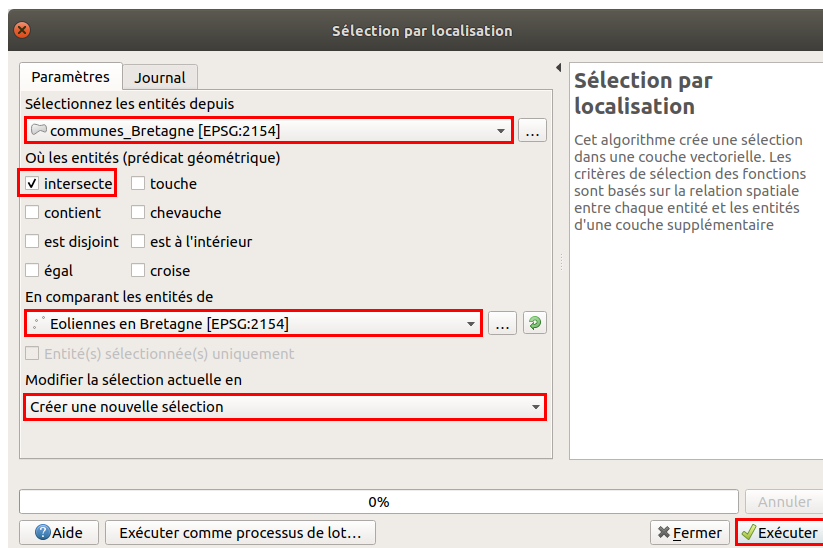 Sélection par localisation
Paramètres
Journal
Sélectionnez les entités depuis
communes_Bretagne [EPSG:2154]
...
Où les entités (prédicat géométrique)
intersecte
touche
contient
chevauche
est disjoint
est à l'intérieur
égal
croise
En comparant les entités de
Eoliennes en Bretagne [EPSG:2154]
...
Entité(s) sélectionnée(s) uniquement
Modifier la sélection actuelle en
Créer une nouvelle sélection
Sélection par
localisation
Cet algorithme crée une sélection
dans une couche vectorielle. Les
critères de sélection des fonctions
sont basés sur la relation spatiale
entre chaque entité et les entités
d'une couche supplémentaire
0%
Annuler
Aide
Exécuter comme processus de lot...
Fermer
Exécuter